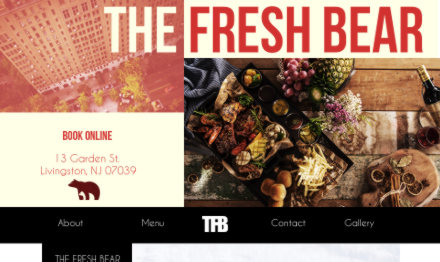 THE FRESH BEAR
BOOK ONLINE
13 Garden St.
Livingston, NJ 07039
About
Menu
TFB
Contact
Gallery
THE FRESH BEAR